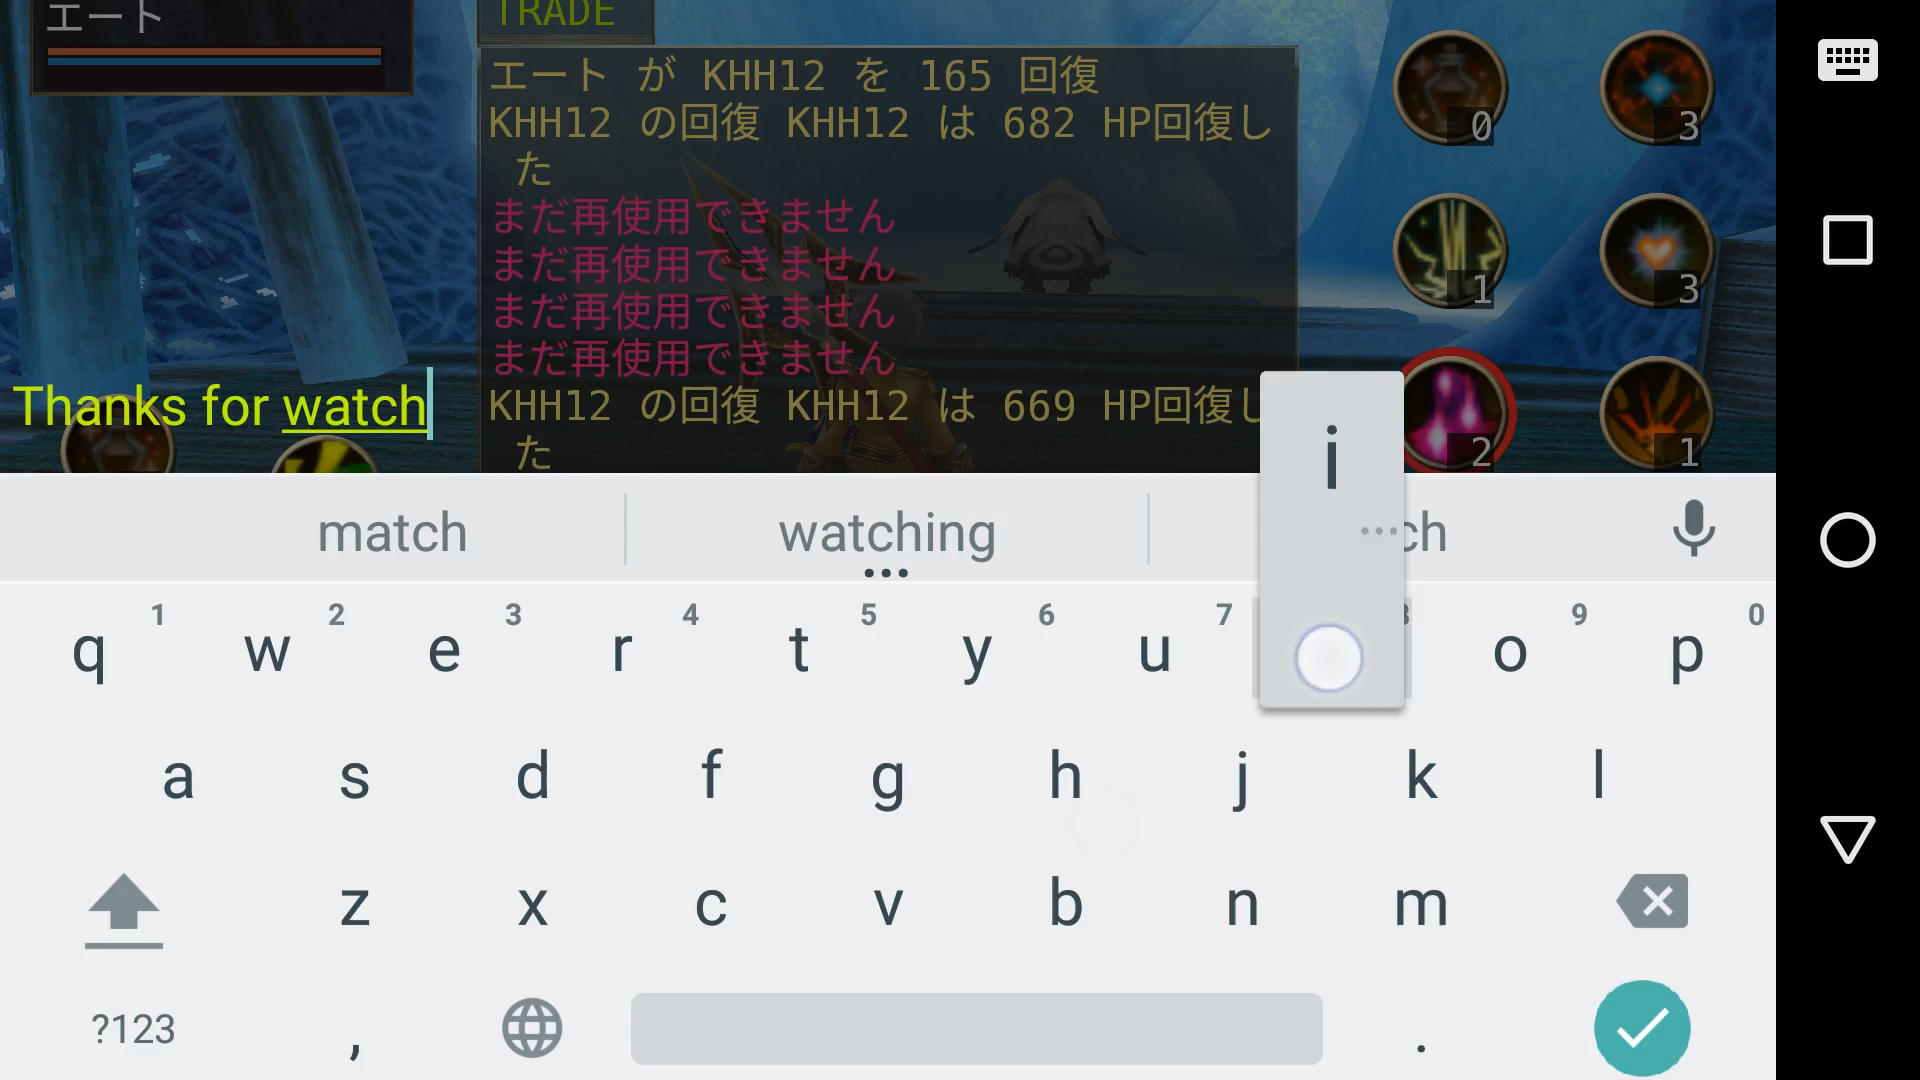 エート
TRADE
エート が KHH12 を 165 回復
KHH12 の回復 KHH12 は 682 HP回復し
た
まだ再使用できません
まだ再使用できません
まだ再使用できません
まだ再使用できません
KHH12 の回復 KHH12 は 669 HP回復し
た
0
3
1
3
2
1
Thanks for watch
match
watching
ch
i
1 2 3 4 5 6 7 9 0
q w e r t y u o p
a s d f g h j k l
z x c v b n m
?123 , .